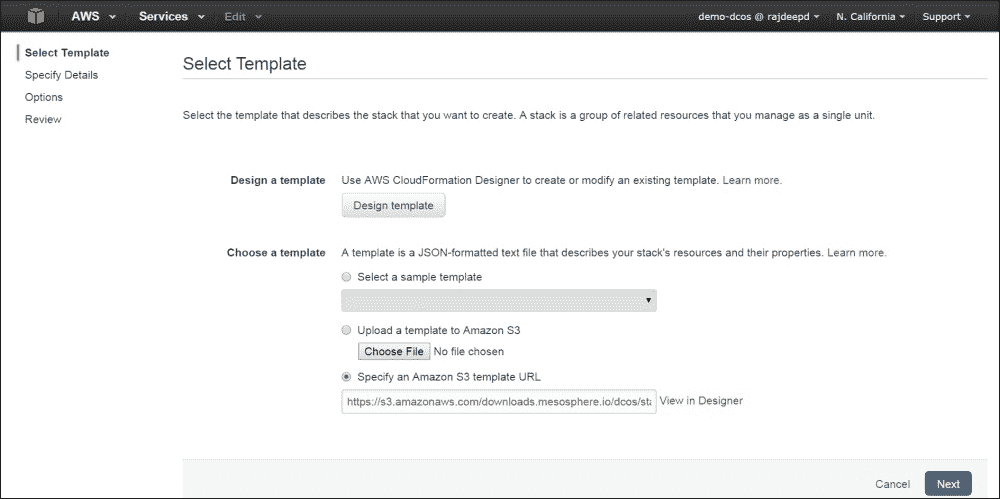 AWS Services Edit demo-dcos @ rajdeepd N. California Support
Select Template
Specify Details
Options
Review
Select Template
Select the template that describes the stack that you want to create. A stack is a group of related resources that you manage as a single unit.
Design a template Use AWS CloudFormation Designer to create or modify an existing template. Learn more.
Design template
Choose a template A template is a JSON-formatted text file that describes your stack's resources and their properties. Learn more.
Select a sample template
Upload a template to Amazon S3
Choose File No file chosen
Specify an Amazon S3 template URL
https://s3.amazonaws.com/downloads.mesosphere.io/dcos/sta View in Designer
Cancel Next